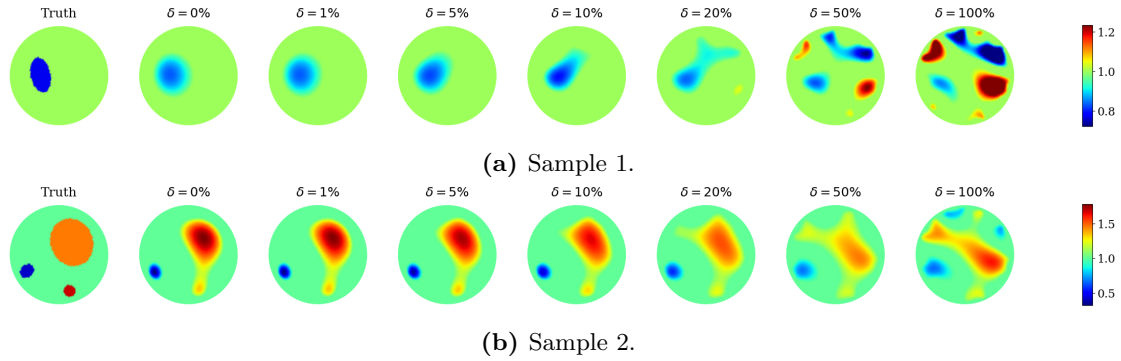 Truth δ = 0% δ = 1% δ = 5% δ = 10% δ = 20% δ = 50% δ = 100%
1.2
1.0
0.8
(a) Sample 1.
Truth δ = 0% δ = 1% δ = 5% δ = 10% δ = 20% δ = 50% δ = 100%
1.5
1.0
0.5
(b) Sample 2.